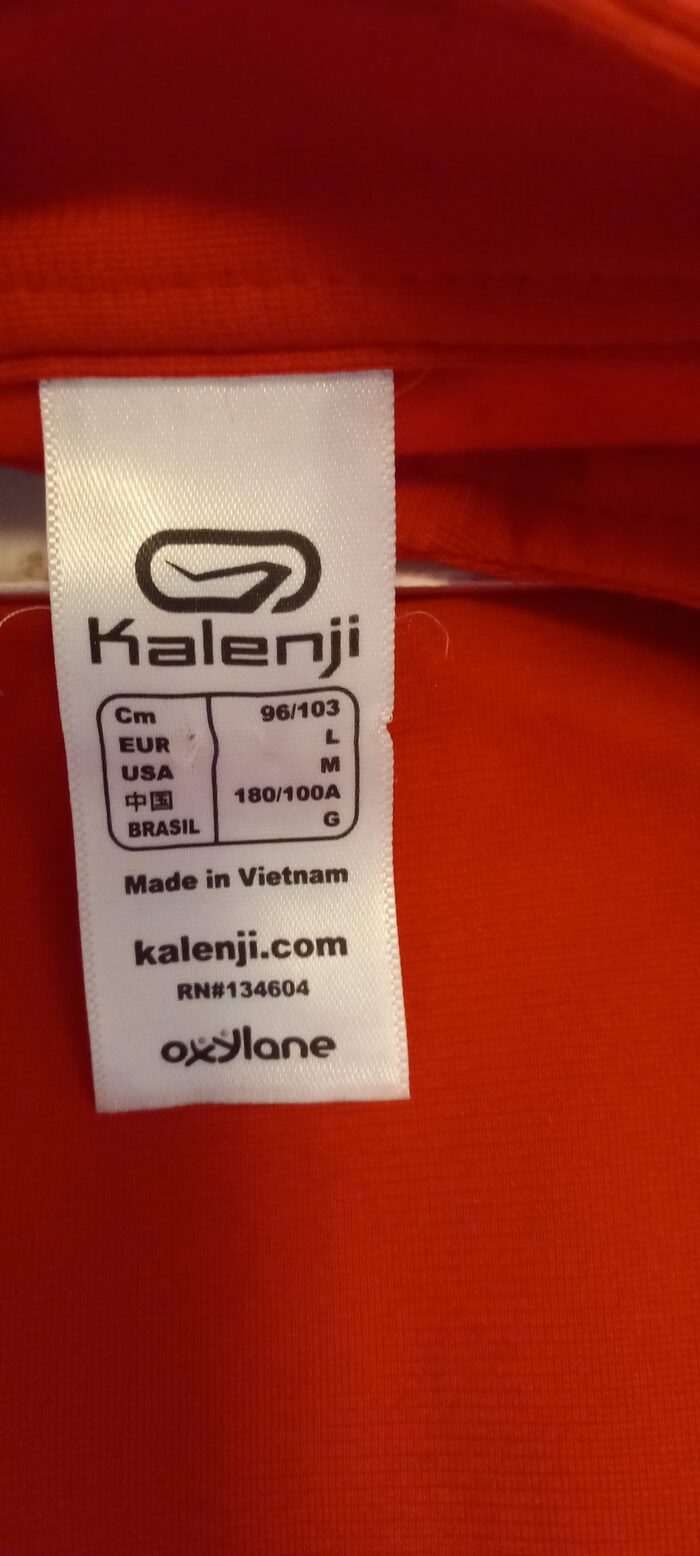 Kalenji
Cm 96/103
EUR L
USA M
中国 180/100A
BRASIL G
Made in Vietnam
kalenji.com
RN#134604
oxylane